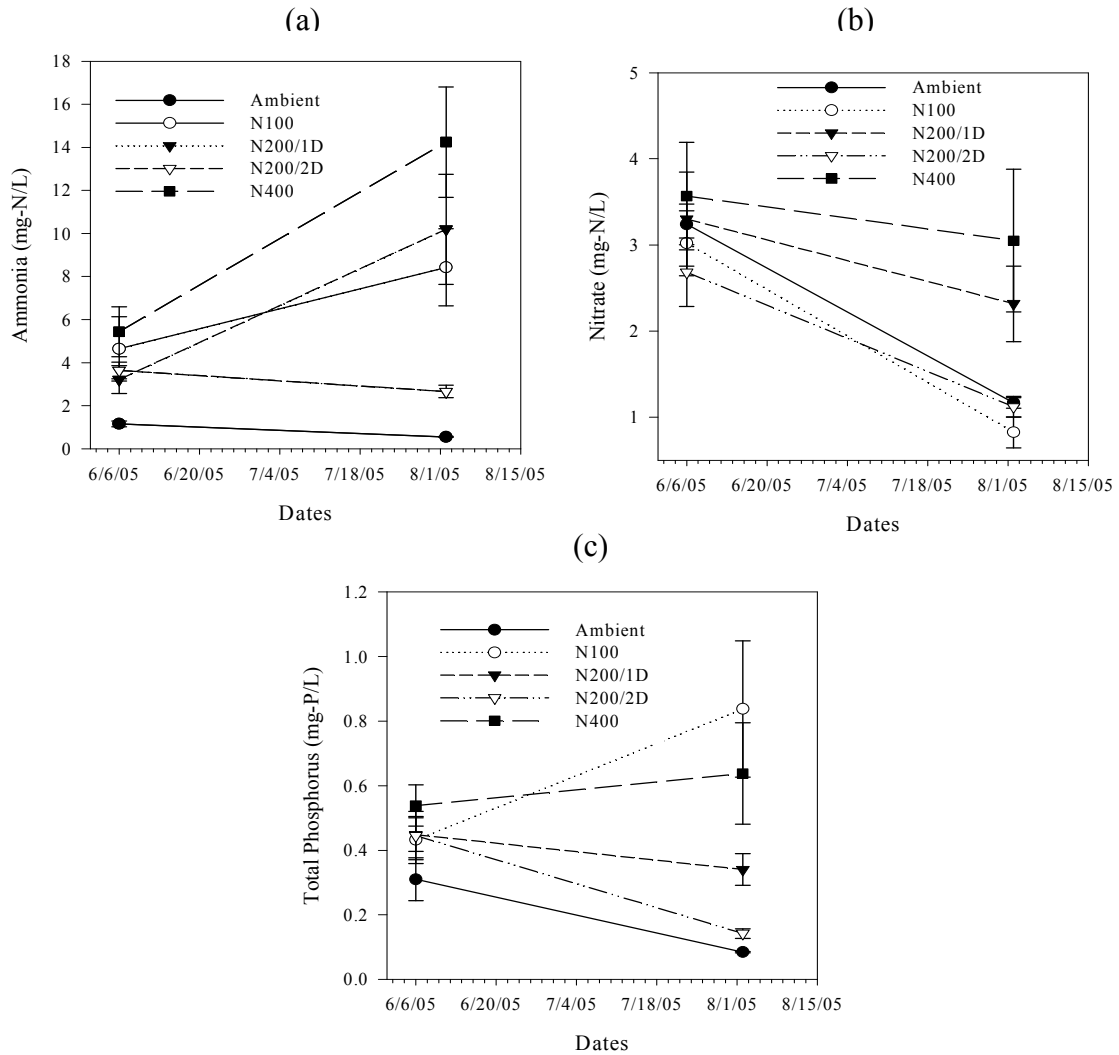 (a)
18
16
14
12
10
8
6
4
2
0
Ammonia (mg-N/L)
Ambient
N100
N200/1D
N200/2D
N400
6/6/05 6/20/05 7/4/05 7/18/05 8/1/05 8/15/05
Dates
(b)
5
4
3
2
1
Nitrate (mg-N/L)
Ambient
N100
N200/1D
N200/2D
N400
6/6/05 6/20/05 7/4/05 7/18/05 8/1/05 8/15/05
Dates
(c)
1.2
1.0
0.8
0.6
0.4
0.2
0.0
Total Phosphorus (mg-P/L)
Ambient
N100
N200/1D
N200/2D
N400
6/6/05 6/20/05 7/4/05 7/18/05 8/1/05 8/15/05
Dates